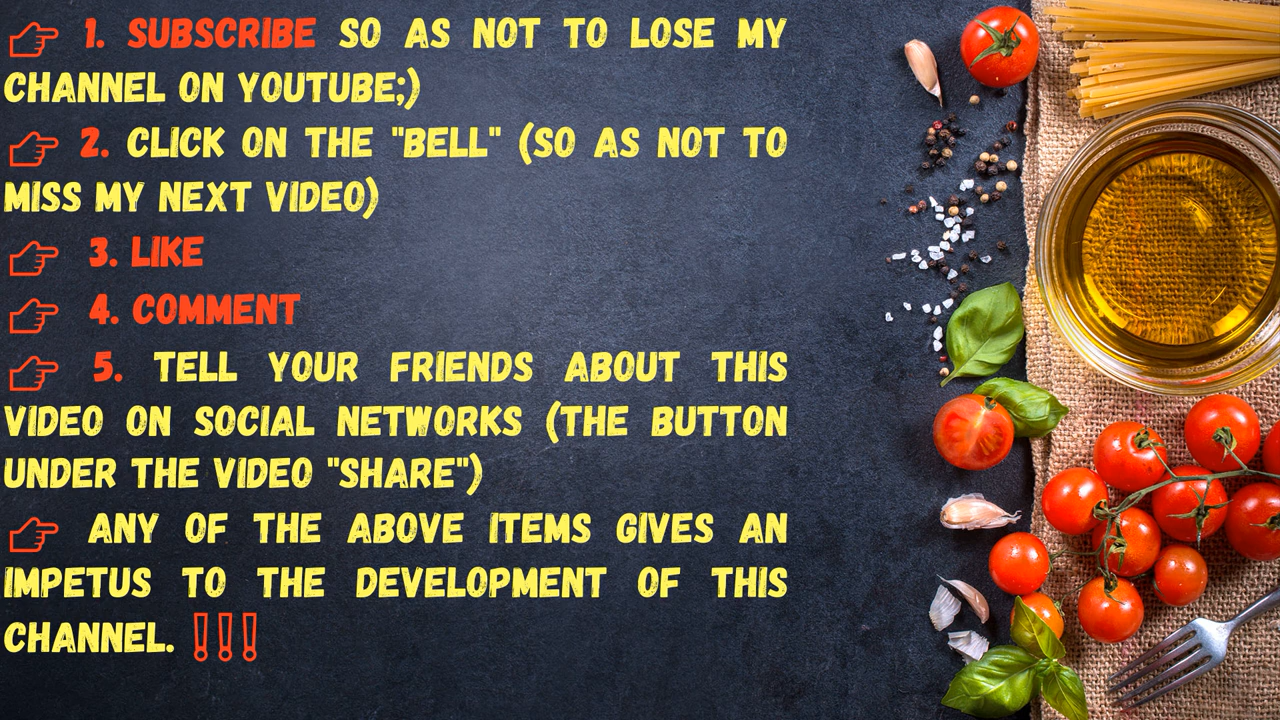 👉 1. SUBSCRIBE SO AS NOT TO LOSE MY
CHANNEL ON YOUTUBE;)
👉 2. CLICK ON THE "BELL" (SO AS NOT TO
MISS MY NEXT VIDEO)
👉 3. LIKE
👉 4. COMMENT
👉 5. TELL YOUR FRIENDS ABOUT THIS
VIDEO ON SOCIAL NETWORKS (THE BUTTON
UNDER THE VIDEO "SHARE")
👉 ANY OF THE ABOVE ITEMS GIVES AN
IMPETUS TO THE DEVELOPMENT OF THIS
CHANNEL. ❗❗❗